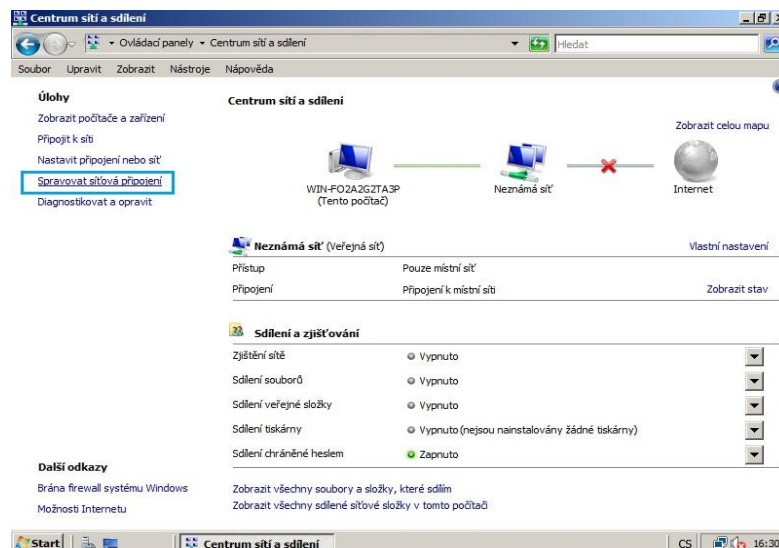 Centrum sítí a sdílení
Ovládací panely Centrum sítí a sdílení
Hledat
Soubor Upravit Zobrazit Nástroje Nápověda
Úlohy
Zobrazit počítače a zařízení
Připojit k síti
Nastavit připojení nebo síť
Spravovat síťová připojení
Diagnostikovat a opravit
Centrum sítí a sdílení
Zobrazit celou mapu
WIN-FO2A2G2TA3P
(Tento počítač)
Neznámá síť
Internet
Neznámá síť (Veřejná síť) Vlastní nastavení
Přístup Pouze místní síť
Připojení Připojení k místní síti Zobrazit stav
Sdílení a zjišťování
Zjištění sítě Vypnuto
Sdílení souborů Vypnuto
Sdílení veřejné složky Vypnuto
Sdílení tiskárny Vypnuto (nejsou nainstalovány žádné tiskárny)
Sdílení chráněné heslem Zapnuto
Zobrazit všechny soubory a složky, které sdílím
Zobrazit všechny sdílené síťové složky v tomto počítači
Další odkazy
Brána firewall systému Windows
Možnosti Internetu
Start Centrum sítí a sdílení CS 16:30